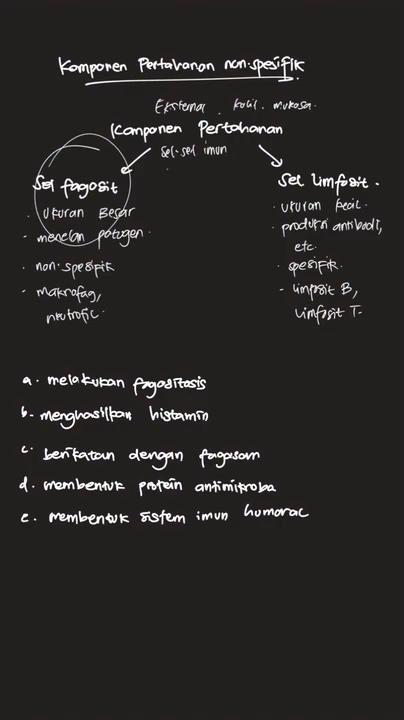 Komponen Pertahanan non-spesifik
Eksternal, kulit, mukosa.
Komponen Pertahanan
sel-sel imun
Sel fagosit
- ukuran Besar
- menelan patogen.
- non-spesifik
- makrofag,
neutrofil.
Sel limfosit.
- ukuran kecil.
- produksi antibodi,
etc.
- spesifik.
- limfosit B,
limfosit T.
a. melakukan fagositasis
b. menghasilkan histamin
c. berikatan dengan fagosom
d. membentuk protein antimikroba
e. membentuk sistem imun humoral